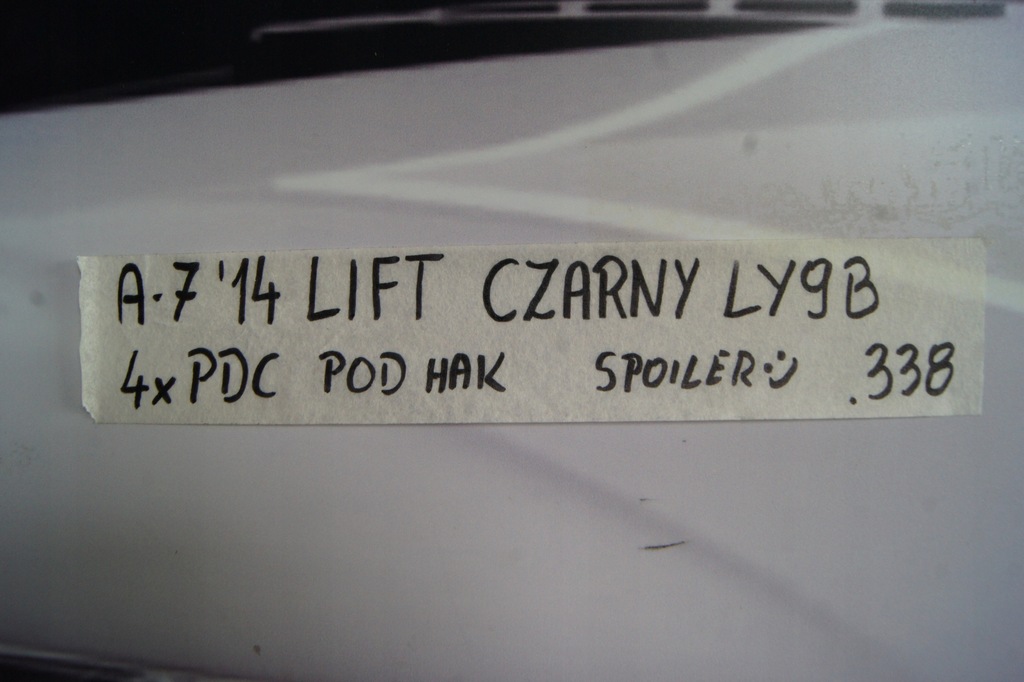 A-7 '14 LIFT CZARNY LY9B
4xPDC POD HAK SPOILER :) .338